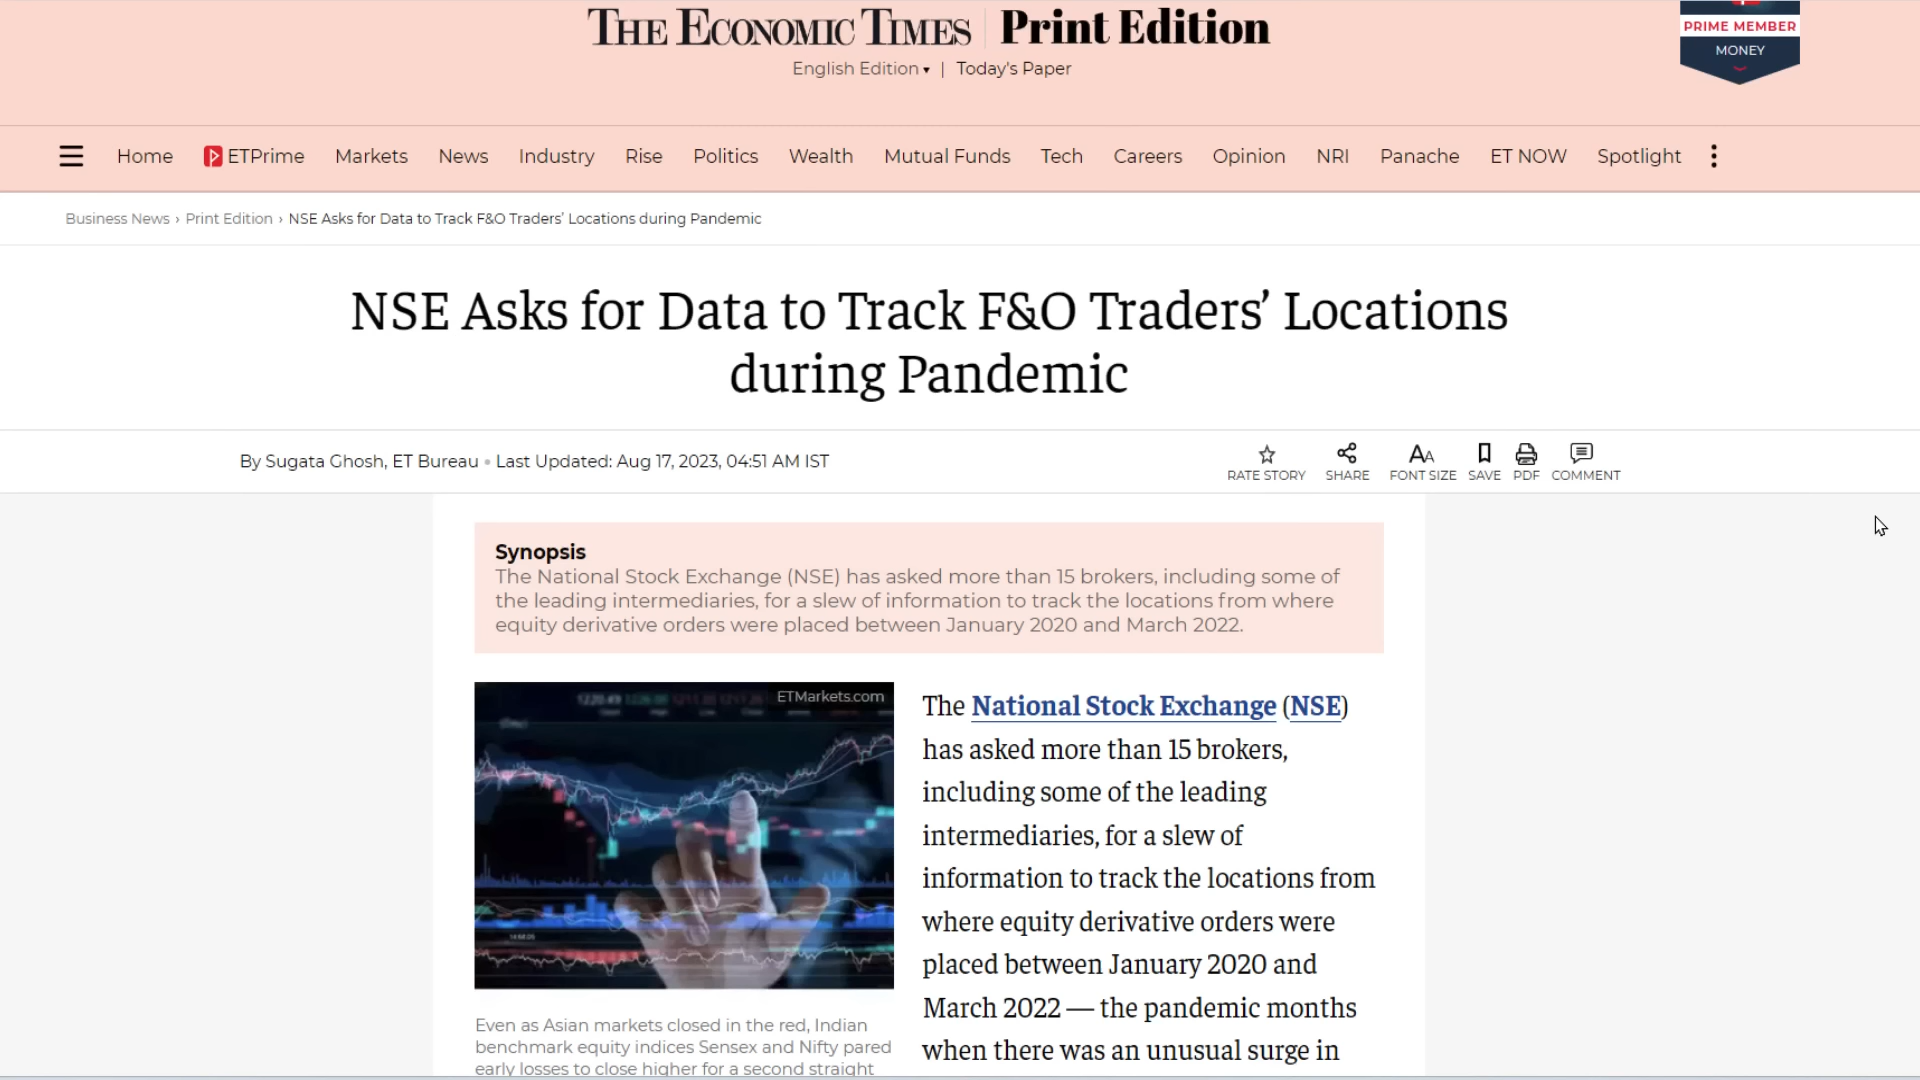 THE ECONOMIC TIMES | Print Edition
English Edition ▾ | Today's Paper
PRIME MEMBER
MONEY
Home ETPrime Markets News Industry Rise Politics Wealth Mutual Funds Tech Careers Opinion NRI Panache ET NOW Spotlight
Business News › Print Edition › NSE Asks for Data to Track F&O Traders’ Locations during Pandemic
NSE Asks for Data to Track F&O Traders’ Locations
during Pandemic
By Sugata Ghosh, ET Bureau • Last Updated: Aug 17, 2023, 04:51 AM IST
RATE STORY SHARE FONT SIZE SAVE PDF COMMENT
Synopsis
The National Stock Exchange (NSE) has asked more than 15 brokers, including some of
the leading intermediaries, for a slew of information to track the locations from where
equity derivative orders were placed between January 2020 and March 2022.
ETMarkets.com
Even as Asian markets closed in the red, Indian
benchmark equity indices Sensex and Nifty pared
early losses to close higher for a second straight
The National Stock Exchange (NSE)
has asked more than 15 brokers,
including some of the leading
intermediaries, for a slew of
information to track the locations from
where equity derivative orders were
placed between January 2020 and
March 2022 — the pandemic months
when there was an unusual surge in